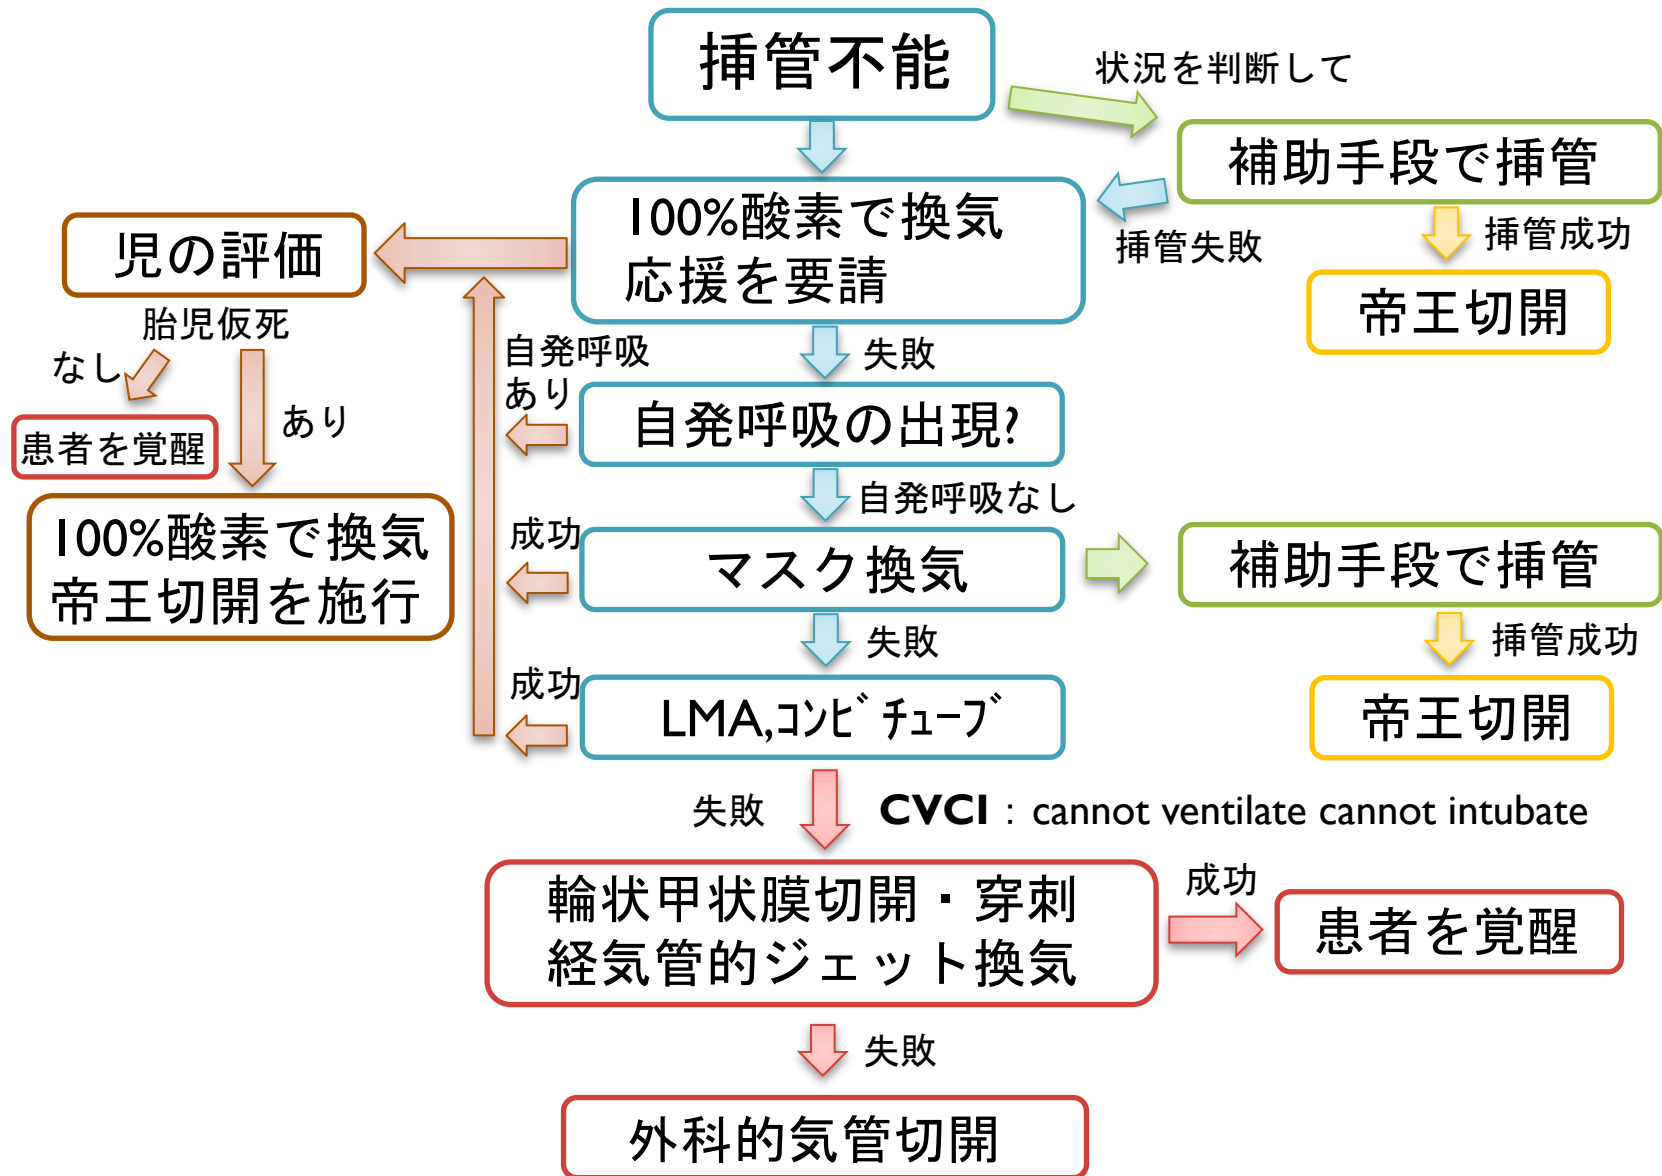 挿管不能
状況を判断して
補助手段で挿管
100%酸素で換気
応援を要請
挿管失敗
挿管成功
帝王切開
児の評価
胎児仮死
なし
あり
患者を覚醒
100%酸素で換気
帝王切開を施行
失敗
自発呼吸
あり
自発呼吸の出現?
自発呼吸なし
成功
マスク換気
補助手段で挿管
挿管成功
帝王切開
失敗
成功
LMA,コンビチューブ
失敗
CVCI : cannot ventilate cannot intubate
輪状甲状膜切開・穿刺
経気管的ジェット換気
成功
患者を覚醒
失敗
外科的気管切開